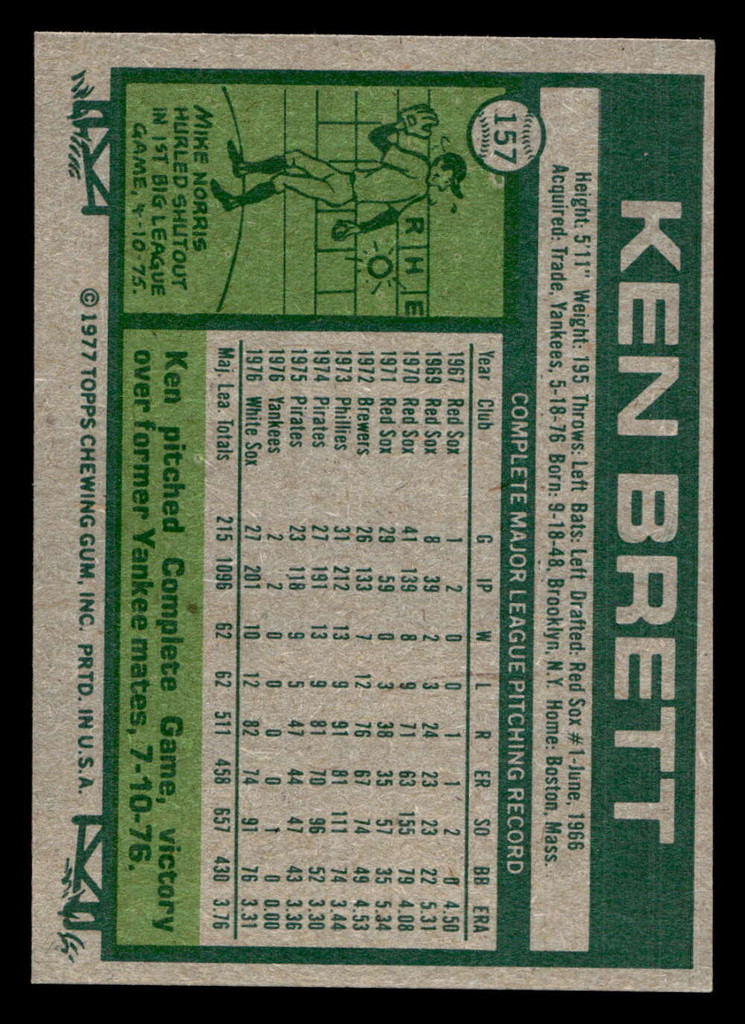 157
KEN BRETT
Height: 5'11" Weight: 195 Throws: Left Bats: Left Drafted: Red Sox #1-June, 1966
Acquired: Trade, Yankees, 5-18-76 Born: 9-18-48, Brooklyn, N.Y. Home: Boston, Mass.
COMPLETE MAJOR LEAGUE PITCHING RECORD
Year Club G IP W L R ER SO BB ERA
1967 Red Sox 1 2 0 0 1 1 2 0 4.50
1969 Red Sox 8 39 2 3 24 23 23 22 5.31
1970 Red Sox 41 139 8 9 71 63 155 79 4.08
1971 Red Sox 29 59 0 3 38 35 57 35 5.34
1972 Brewers 26 133 7 12 76 67 74 49 4.53
1973 Phillies 31 212 13 9 91 81 111 74 3.44
1974 Pirates 27 191 13 9 81 70 96 52 3.30
1975 Pirates 23 118 9 5 47 44 47 43 3.36
1976 Yankees 2 2 0 0 0 0 1 0 0.00
1976 White Sox 27 201 10 12 82 74 91 76 3.31
Maj. Lea. Totals 215 1096 62 62 511 458 657 430 3.76
R H E
MIKE NORRIS
HURLED SHUTOUT
IN 1ST BIG LEAGUE
GAME, 4-10-75.
Ken pitched Complete Game, victory
over former Yankee mates, 7-10-76.
© 1977 TOPPS CHEWING GUM, INC. PRTD. IN U.S.A.